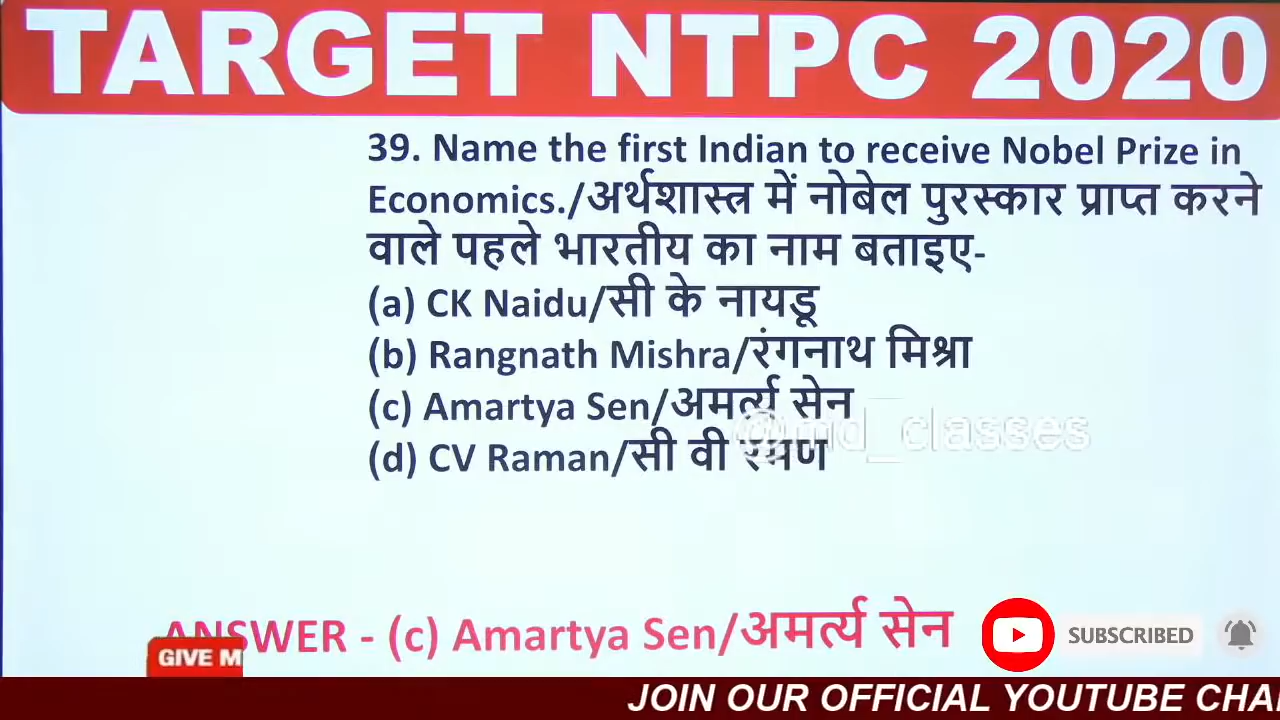 TARGET NTPC 2020
39. Name the first Indian to receive Nobel Prize in
Economics./अर्थशास्त्र में नोबेल पुरस्कार प्राप्त करने
वाले पहले भारतीय का नाम बताइए-
(a) CK Naidu/सी के नायडू
(b) Rangnath Mishra/रंगनाथ मिश्रा
(c) Amartya Sen/अमर्त्य सेन
@md_classes
(d) CV Raman/सी वी रमण
ANSWER - (c) Amartya Sen/अमर्त्य सेन
SUBSCRIBED
GIVE M
JOIN OUR OFFICIAL YOUTUBE CHA